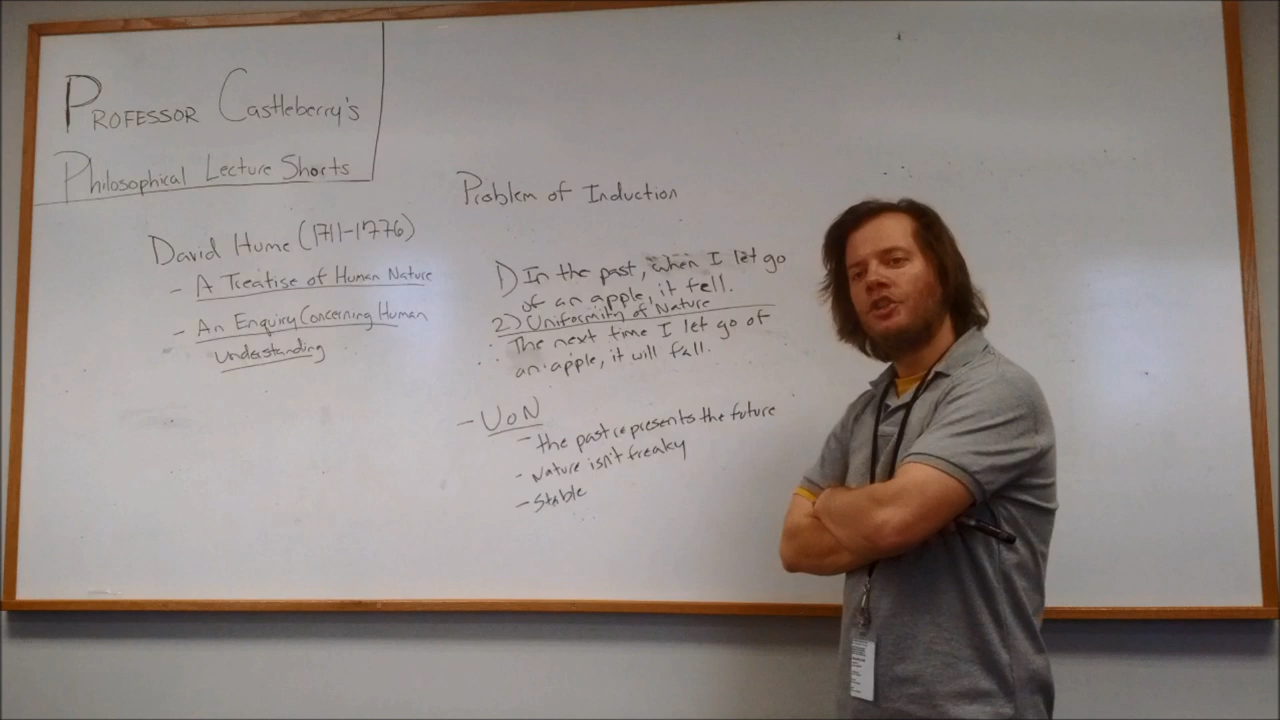 PROFESSOR Castleberry's
Philosophical Lecture Shorts
David Hume (1711-1776)
- A Treatise of Human Nature
- An Enquiry Concerning Human
Understanding
Problem of Induction
1) In the past, when I let go
of an apple, it fell.
2) Uniformity of Nature
∴ The next time I let go of
an apple, it will fall.
- UoN
- the past represents the future
- Nature isn't freaky
- Stable